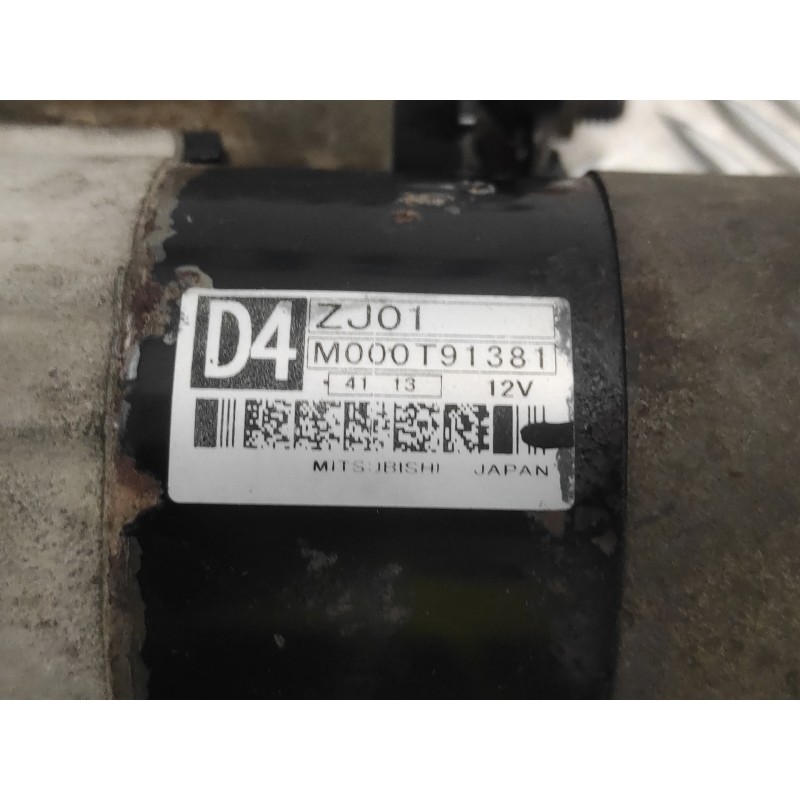 D4
ZJ01
M000T91381
41 13 12V
MITSUBISHI JAPAN